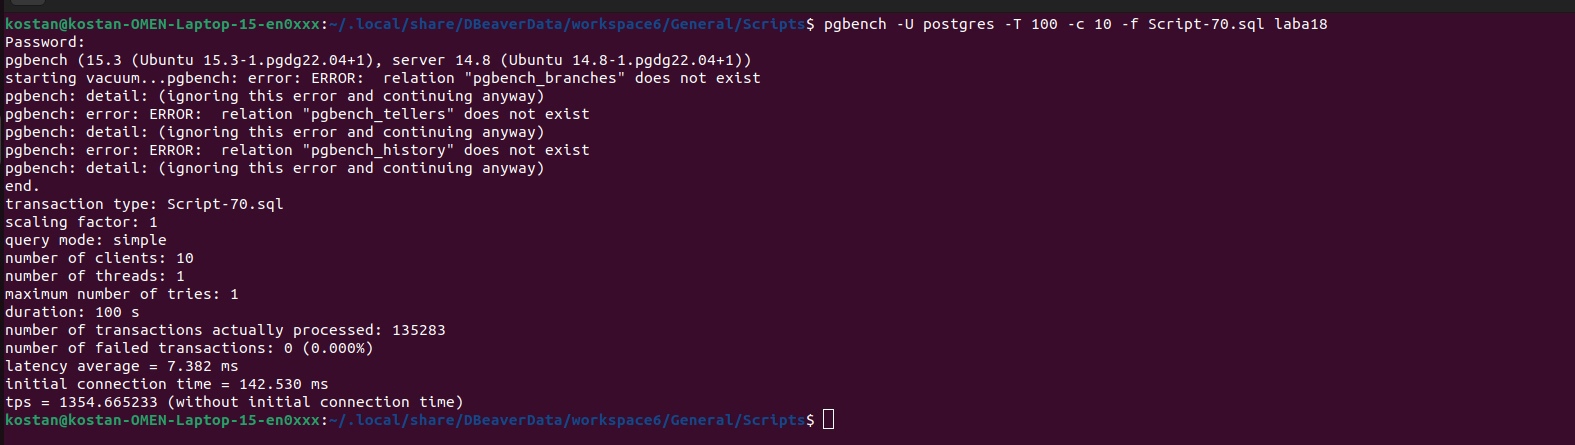 kostan@kostan-OMEN-Laptop-15-en0xxx:~/.local/share/DBeaverData/workspace6/General/Scripts$ pgbench -U postgres -T 100 -c 10 -f Script-70.sql laba18
Password:
pgbench (15.3 (Ubuntu 15.3-1.pgdg22.04+1), server 14.8 (Ubuntu 14.8-1.pgdg22.04+1))
starting vacuum...pgbench: error: ERROR:  relation "pgbench_branches" does not exist
pgbench: detail: (ignoring this error and continuing anyway)
pgbench: error: ERROR:  relation "pgbench_tellers" does not exist
pgbench: detail: (ignoring this error and continuing anyway)
pgbench: error: ERROR:  relation "pgbench_history" does not exist
pgbench: detail: (ignoring this error and continuing anyway)
end.
transaction type: Script-70.sql
scaling factor: 1
query mode: simple
number of clients: 10
number of threads: 1
maximum number of tries: 1
duration: 100 s
number of transactions actually processed: 135283
number of failed transactions: 0 (0.000%)
latency average = 7.382 ms
initial connection time = 142.530 ms
tps = 1354.665233 (without initial connection time)
kostan@kostan-OMEN-Laptop-15-en0xxx:~/.local/share/DBeaverData/workspace6/General/Scripts$